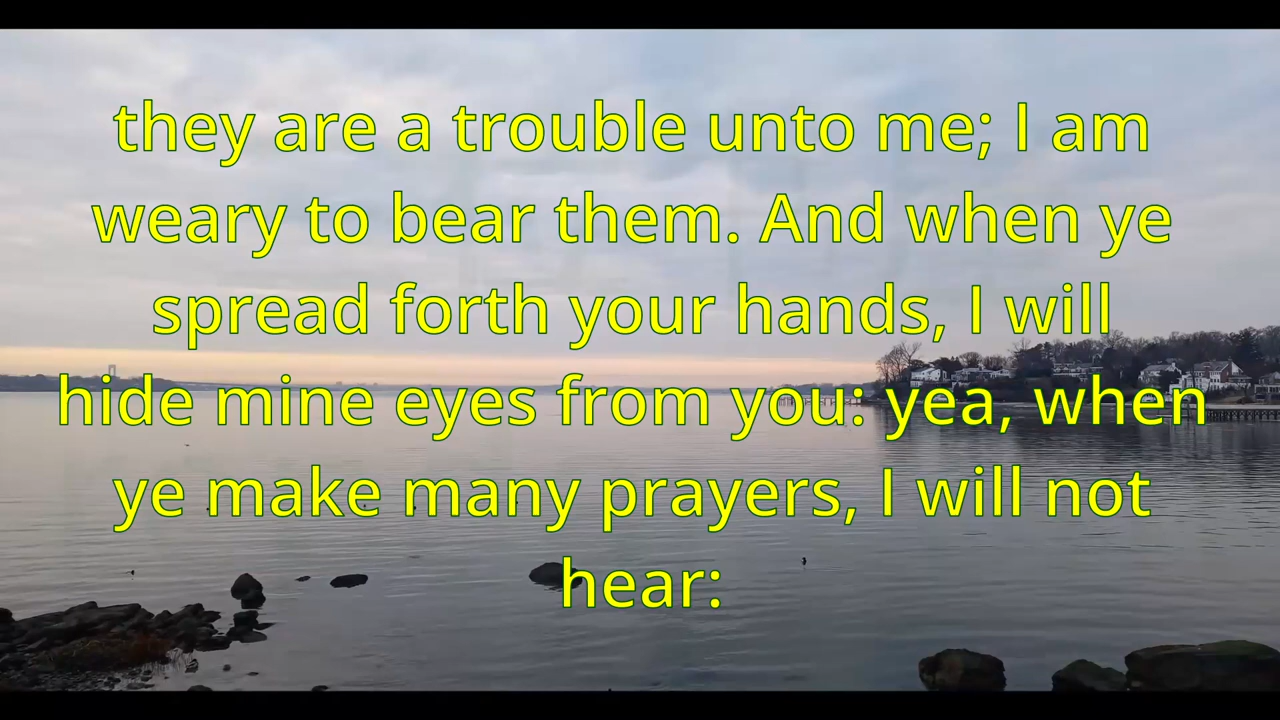 they are a trouble unto me; I am
weary to bear them. And when ye
spread forth your hands, I will
hide mine eyes from you: yea, when
ye make many prayers, I will not
hear: